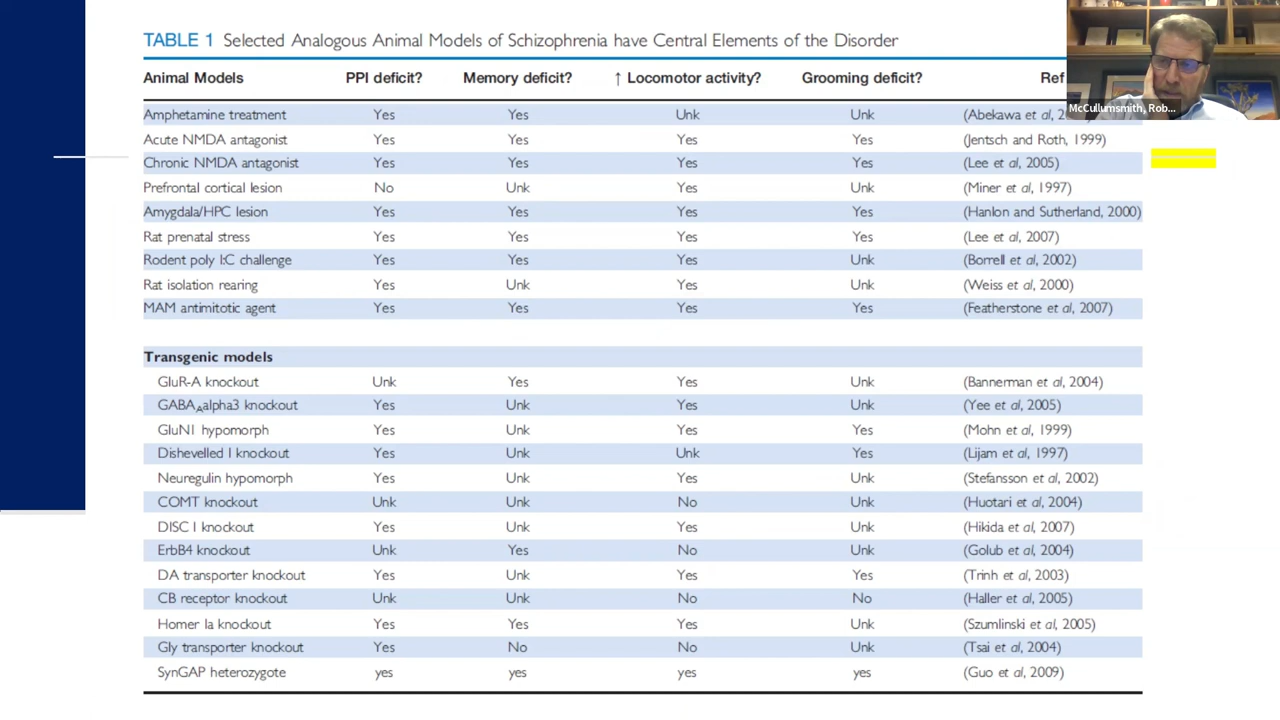 TABLE 1 Selected Analogous Animal Models of Schizophrenia have Central Elements of the Disorder
Animal Models PPI deficit? Memory deficit? ↑ Locomotor activity? Grooming deficit? Ref
McCullumsmith, Rob...
Amphetamine treatment Yes Yes Unk Unk (Abekawa et al, 2
Acute NMDA antagonist Yes Yes Yes Yes (Jentsch and Roth, 1999)
Chronic NMDA antagonist Yes Yes Yes Yes (Lee et al, 2005)
Prefrontal cortical lesion No Unk Yes Unk (Miner et al, 1997)
Amygdala/HPC lesion Yes Yes Yes Yes (Hanlon and Sutherland, 2000)
Rat prenatal stress Yes Yes Yes Yes (Lee et al, 2007)
Rodent poly I:C challenge Yes Yes Yes Unk (Borrell et al, 2002)
Rat isolation rearing Yes Unk Yes Unk (Weiss et al, 2000)
MAM antimitotic agent Yes Yes Yes Yes (Featherstone et al, 2007)
Transgenic models
GluR-A knockout Unk Yes Yes Unk (Bannerman et al, 2004)
GABAAalpha3 knockout Yes Unk Yes Unk (Yee et al, 2005)
GluN1 hypomorph Yes Unk Yes Yes (Mohn et al, 1999)
Dishevelled 1 knockout Yes Unk Unk Yes (Lijam et al, 1997)
Neuregulin hypomorph Yes Unk Yes Unk (Stefansson et al, 2002)
COMT knockout Unk Unk No Unk (Huotari et al, 2004)
DISC1 knockout Yes Unk Yes Unk (Hikida et al, 2007)
ErbB4 knockout Unk Yes No Unk (Golub et al, 2004)
DA transporter knockout Yes Unk Yes Yes (Trinh et al, 2003)
CB receptor knockout Unk Unk No No (Haller et al, 2005)
Homer 1a knockout Yes Yes Yes Unk (Szumlinski et al, 2005)
Gly transporter knockout Yes No No Unk (Tsai et al, 2004)
SynGAP heterozygote yes yes yes yes (Guo et al, 2009)